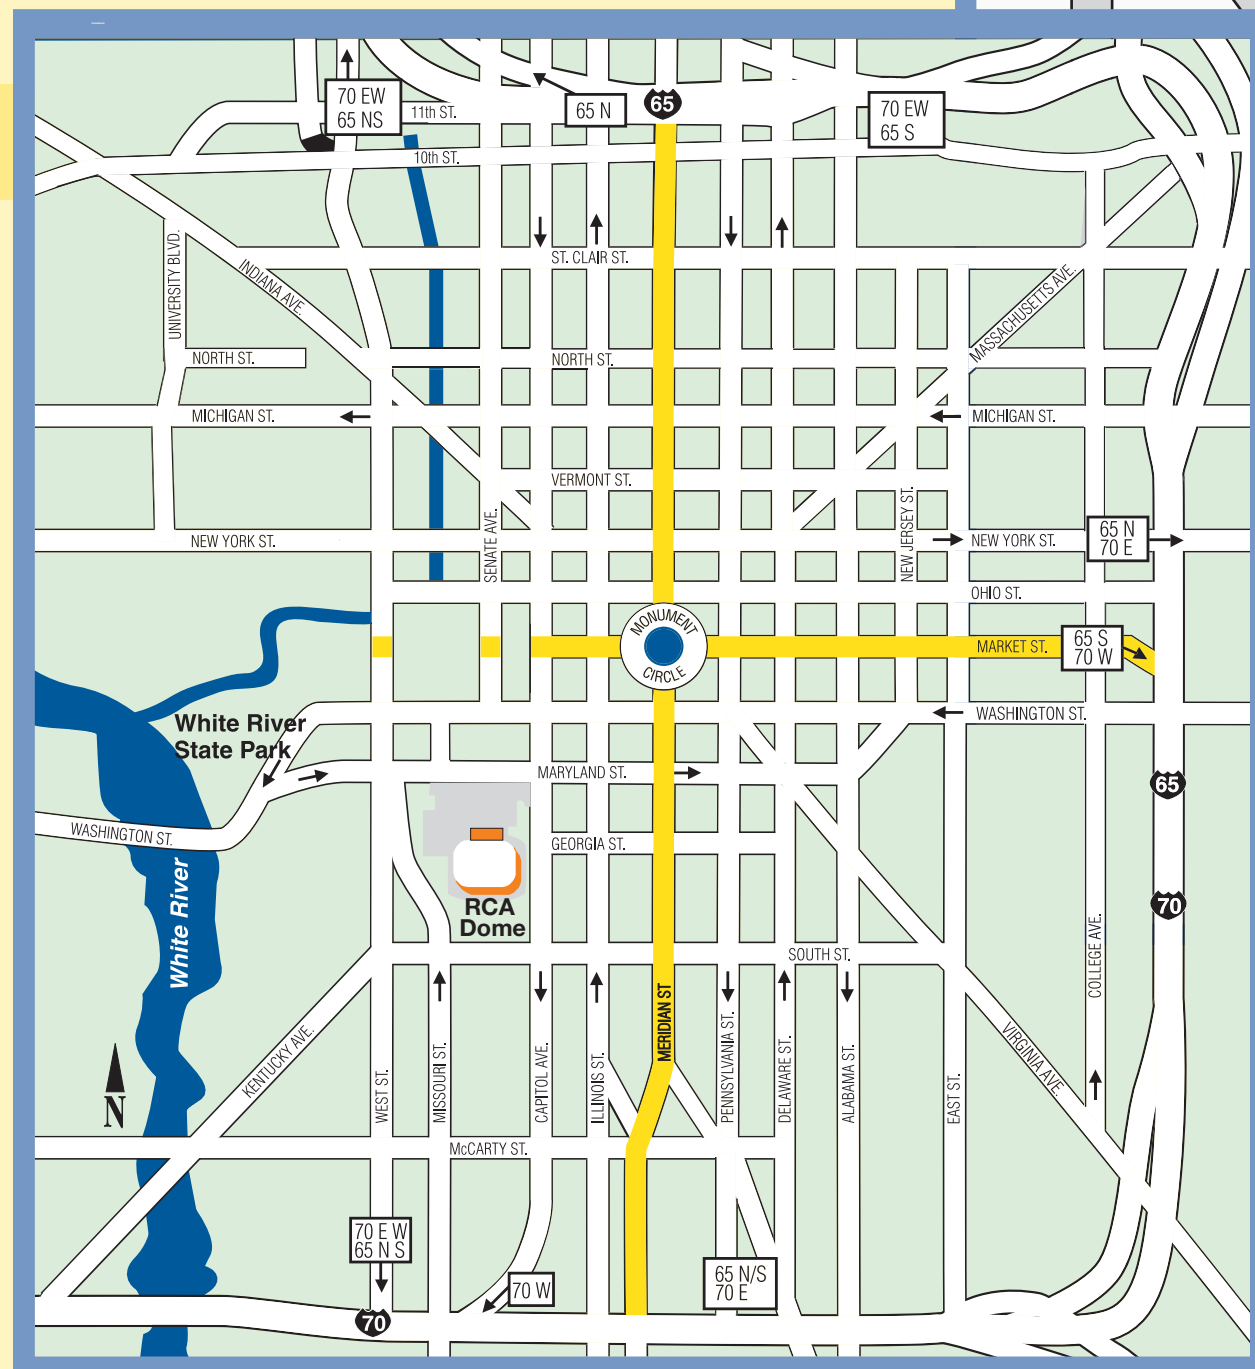 70 EW
65 NS
11th ST.
65 N
65
70 EW
65 S
10th ST.
ST. CLAIR ST.
UNIVERSITY BLVD.
INDIANA AVE.
MASSACHUSETTS AVE.
NORTH ST.
NORTH ST.
MICHIGAN ST.
MICHIGAN ST.
VERMONT ST.
SENATE AVE.
NEW JERSEY ST.
NEW YORK ST.
NEW YORK ST.
65 N
70 E
OHIO ST.
MONUMENT
CIRCLE
MARKET ST.
65 S
70 W
White River
State Park
WASHINGTON ST.
MARYLAND ST.
65
WASHINGTON ST.
GEORGIA ST.
White River
RCA
Dome
70
SOUTH ST.
COLLEGE AVE.
MERIDIAN ST
KENTUCKY AVE.
VIRGINIA AVE.
N
WEST ST.
MISSOURI ST.
CAPITOL AVE.
ILLINOIS ST.
PENNSYLVANIA ST.
DELAWARE ST.
ALABAMA ST.
EAST ST.
McCARTY ST.
70 E W
65 N S
70 W
65 N/S
70 E
70